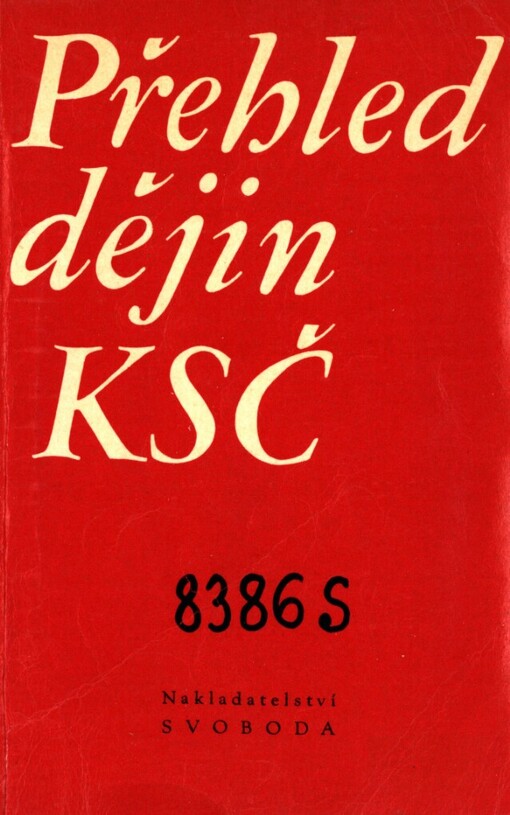 Přehled
dějin
KSČ
8386 S
Nakladatelství
SVOBODA